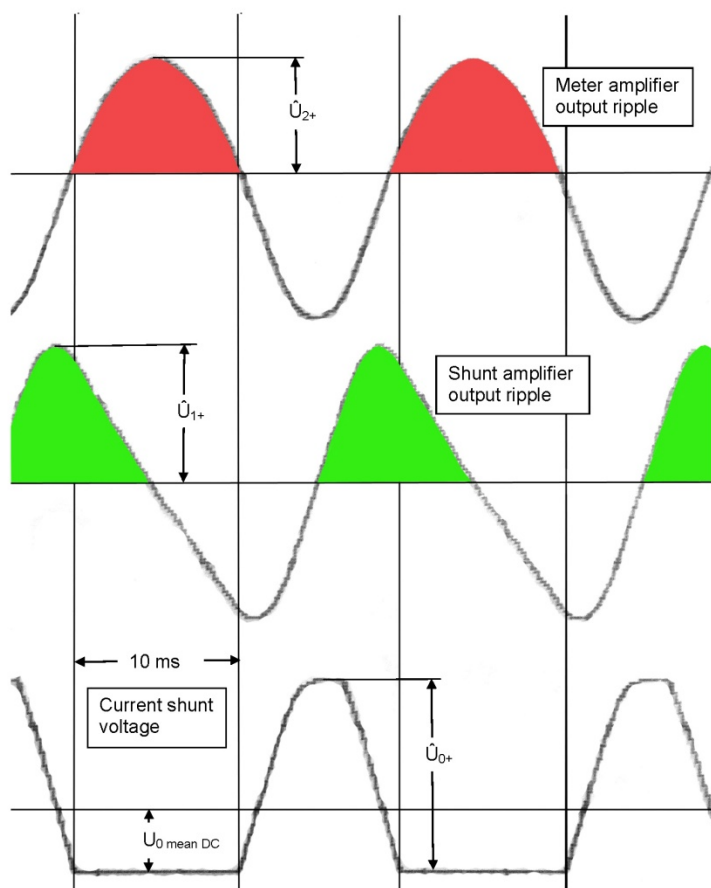 Û2+
Meter amplifier
output ripple
Û1+
Shunt amplifier
output ripple
10 ms
Current shunt
voltage
Û0+
U0 mean DC